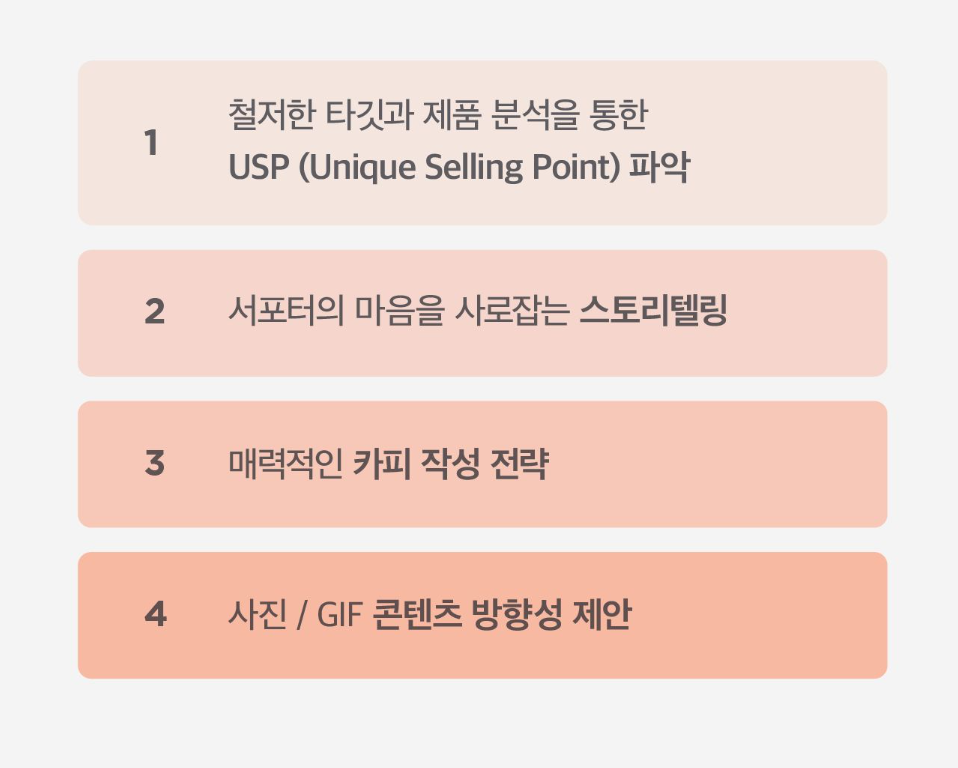 1
철저한 타깃과 제품 분석을 통한
USP (Unique Selling Point) 파악
2
서포터의 마음을 사로잡는 스토리텔링
3
매력적인 카피 작성 전략
4
사진 / GIF 콘텐츠 방향성 제안